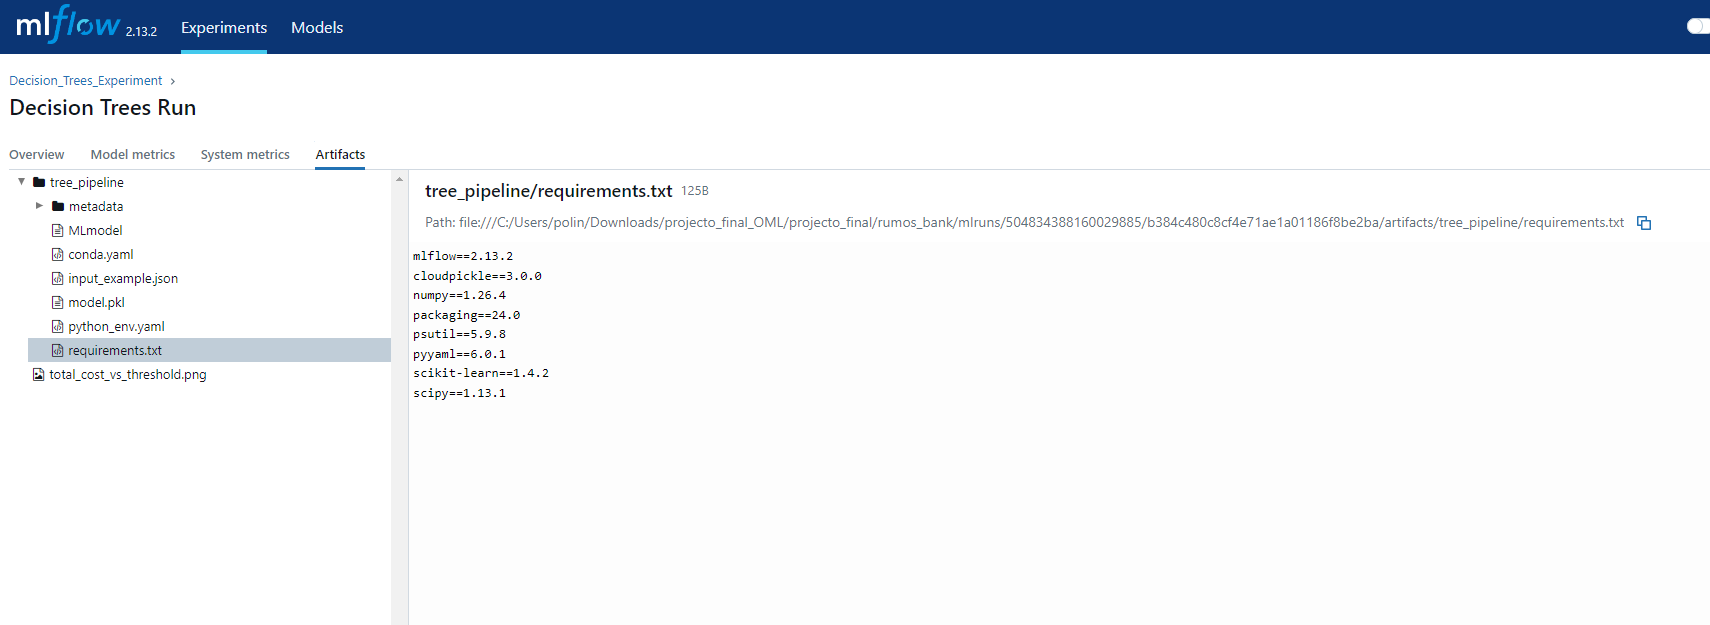 mlflow 2.13.2 Experiments Models
Decision_Trees_Experiment ›
Decision Trees Run
Overview Model metrics System metrics Artifacts
tree_pipeline
metadata
MLmodel
conda.yaml
input_example.json
model.pkl
python_env.yaml
requirements.txt
total_cost_vs_threshold.png
tree_pipeline/requirements.txt 125B
Path: file:///C:/Users/polin/Downloads/projecto_final_OML/projecto_final/rumos_bank/mlruns/504834388160029885/b384c480c8cf4e71ae1a01186f8be2ba/artifacts/tree_pipeline/requirements.txt
mlflow==2.13.2
cloudpickle==3.0.0
numpy==1.26.4
packaging==24.0
psutil==5.9.8
pyyaml==6.0.1
scikit-learn==1.4.2
scipy==1.13.1